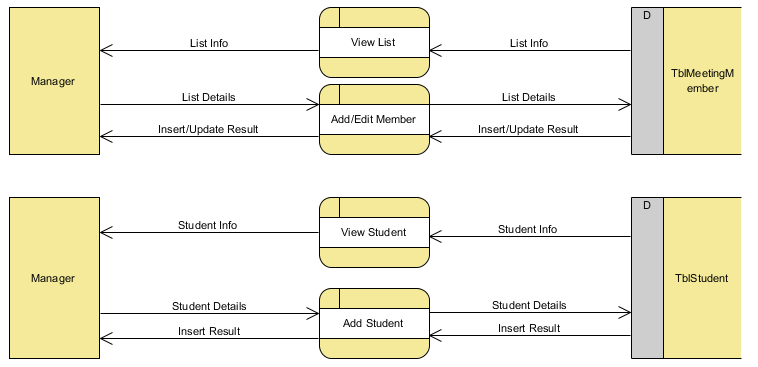 D
List Info
View List
List Info
Manager
TblMeetingM
ember
List Details
List Details
Add/Edit Member
Insert/Update Result
Insert/Update Result
D
Student Info
View Student
Student Info
Manager
TblStudent
Student Details
Student Details
Add Student
Insert Result
Insert Result